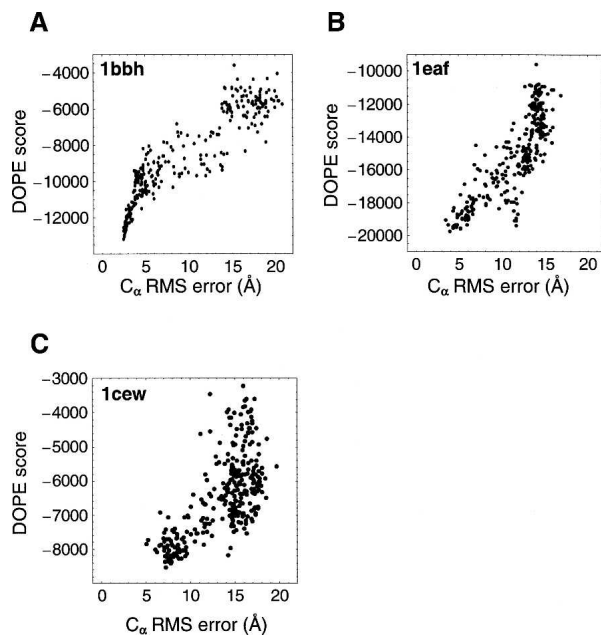 A
1bbh
−4000
−6000
−8000
−10000
−12000
DOPE score
0 5 10 15 20
Cα RMS error (Å)
B
1eaf
−10000
−12000
−14000
−16000
−18000
−20000
DOPE score
0 5 10 15 20
Cα RMS error (Å)
C
1cew
−3000
−4000
−5000
−6000
−7000
−8000
DOPE score
0 5 10 15 20
Cα RMS error (Å)